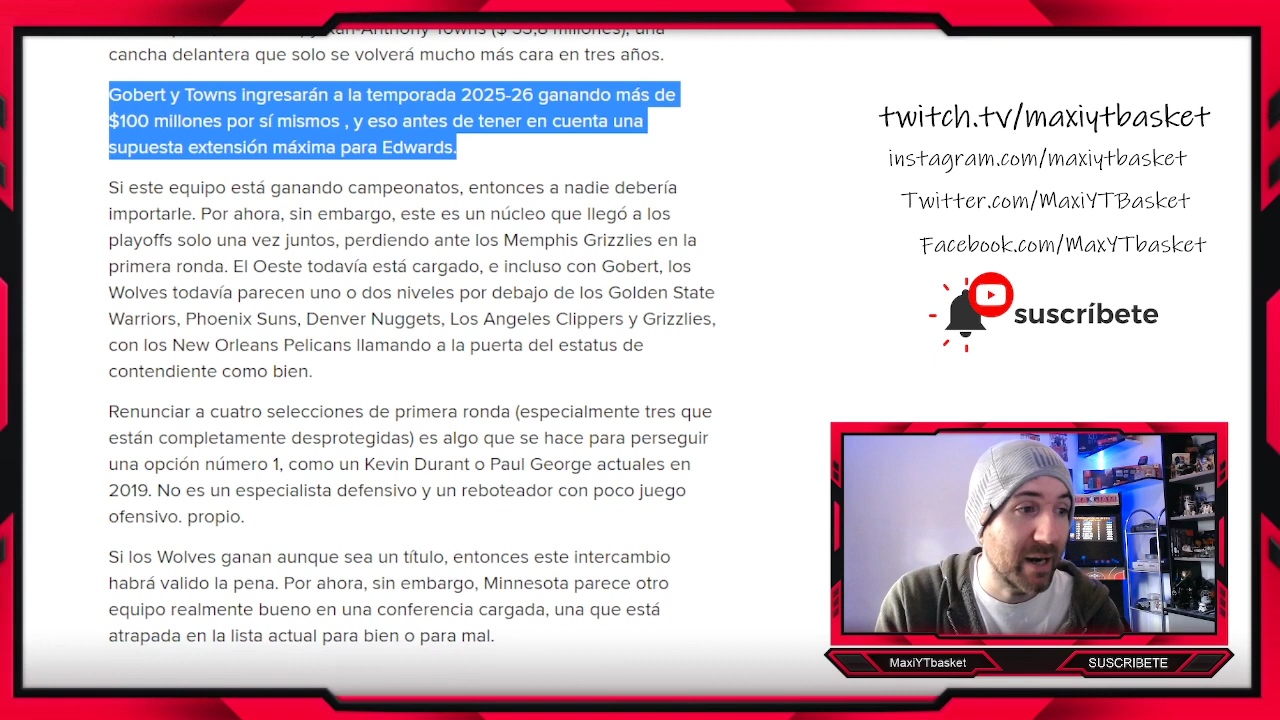 Karl-Anthony Towns ($ 35,8 millones), una
cancha delantera que solo se volverá mucho más cara en tres años.
Gobert y Towns ingresarán a la temporada 2025-26 ganando más de
$100 millones por sí mismos , y eso antes de tener en cuenta una
supuesta extensión máxima para Edwards.
Si este equipo está ganando campeonatos, entonces a nadie debería
importarle. Por ahora, sin embargo, este es un núcleo que llegó a los
playoffs solo una vez juntos, perdiendo ante los Memphis Grizzlies en la
primera ronda. El Oeste todavía está cargado, e incluso con Gobert, los
Wolves todavía parecen uno o dos niveles por debajo de los Golden State
Warriors, Phoenix Suns, Denver Nuggets, Los Angeles Clippers y Grizzlies,
con los New Orleans Pelicans llamando a la puerta del estatus de
contendiente como bien.
Renunciar a cuatro selecciones de primera ronda (especialmente tres que
están completamente desprotegidas) es algo que se hace para perseguir
una opción número 1, como un Kevin Durant o Paul George actuales en
2019. No es un especialista defensivo y un reboteador con poco juego
ofensivo. propio.
Si los Wolves ganan aunque sea un título, entonces este intercambio
habrá valido la pena. Por ahora, sin embargo, Minnesota parece otro
equipo realmente bueno en una conferencia cargada, una que está
atrapada en la lista actual para bien o para mal.
twitch.tv/maxiytbasket
instagram.com/maxiytbasket
Twitter.com/MaxiYTBasket
Facebook.com/MaxYTbasket
suscríbete
MaxiYTbasket
SUSCRIBETE